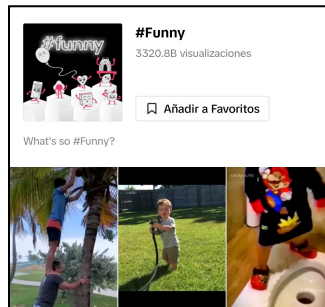 #funny
#Funny
3320.8B visualizaciones
Añadir a Favoritos
What's so #Funny?